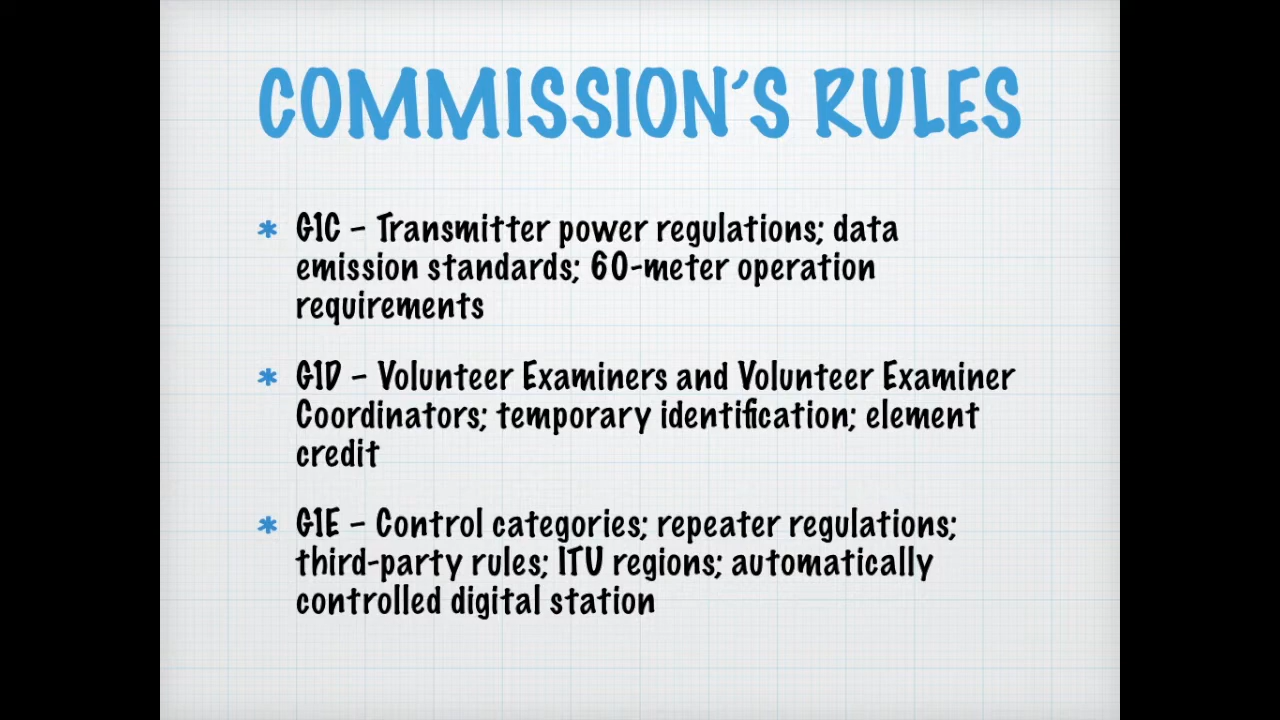 COMMISSION'S RULES
* G1C – Transmitter power regulations; data
emission standards; 60-meter operation
requirements
* G1D – Volunteer Examiners and Volunteer Examiner
Coordinators; temporary identification; element
credit
* G1E – Control categories; repeater regulations;
third-party rules; ITU regions; automatically
controlled digital station